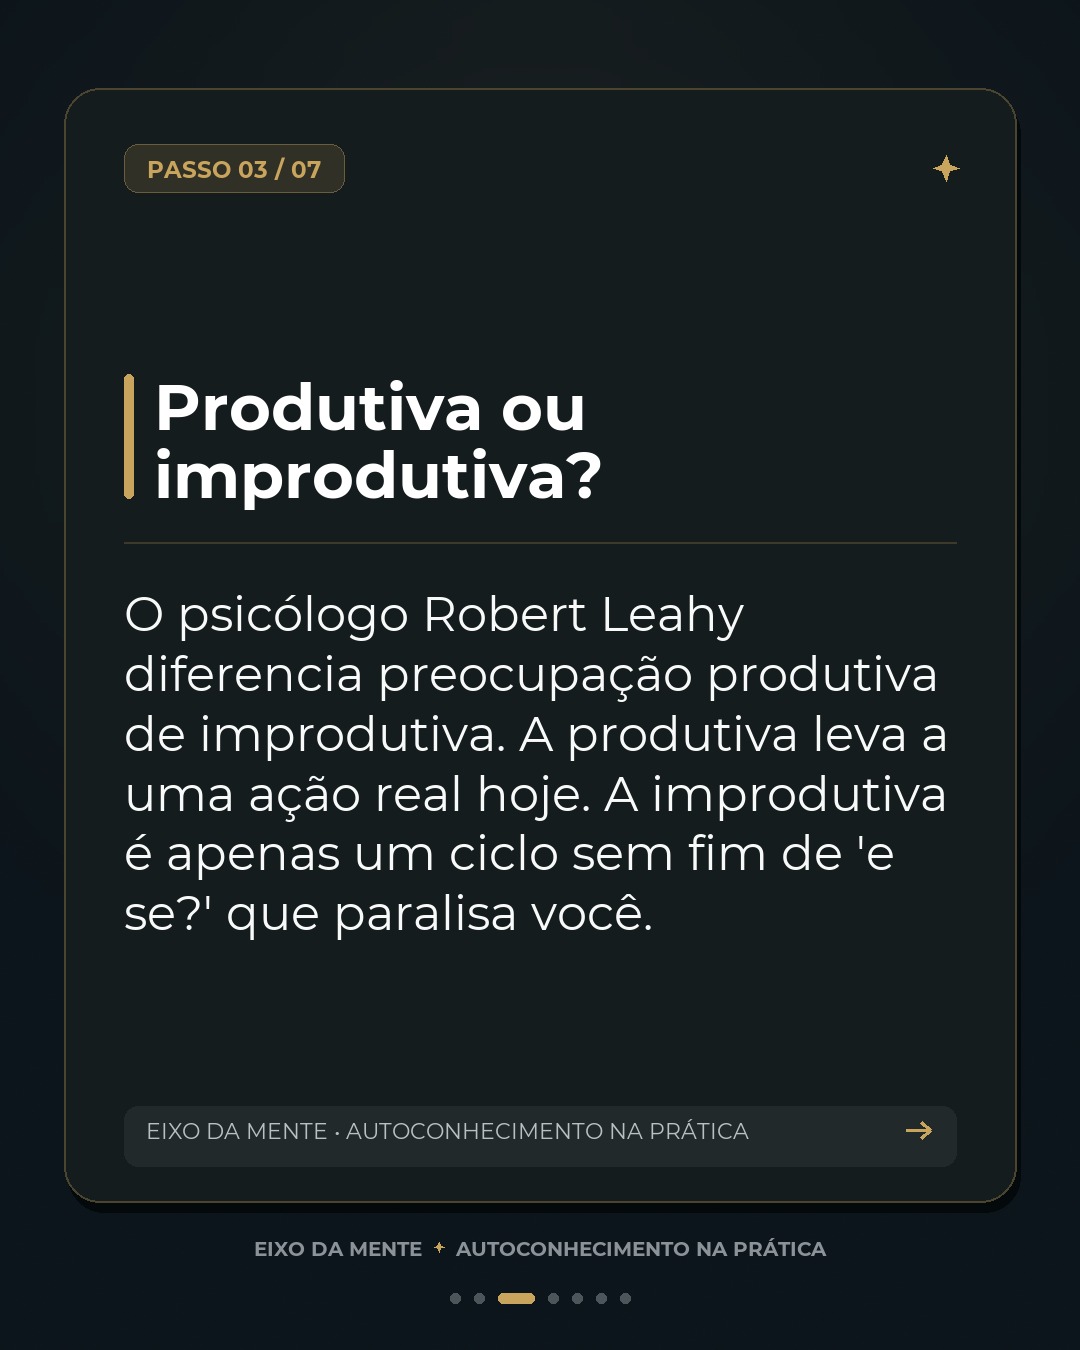 PASSO 03 / 07
Produtiva ou
improdutiva?
O psicólogo Robert Leahy
diferencia preocupação produtiva
de improdutiva. A produtiva leva a
uma ação real hoje. A improdutiva
é apenas um ciclo sem fim de 'e
se?' que paralisa você.
EIXO DA MENTE • AUTOCONHECIMENTO NA PRÁTICA
EIXO DA MENTE ✦ AUTOCONHECIMENTO NA PRÁTICA